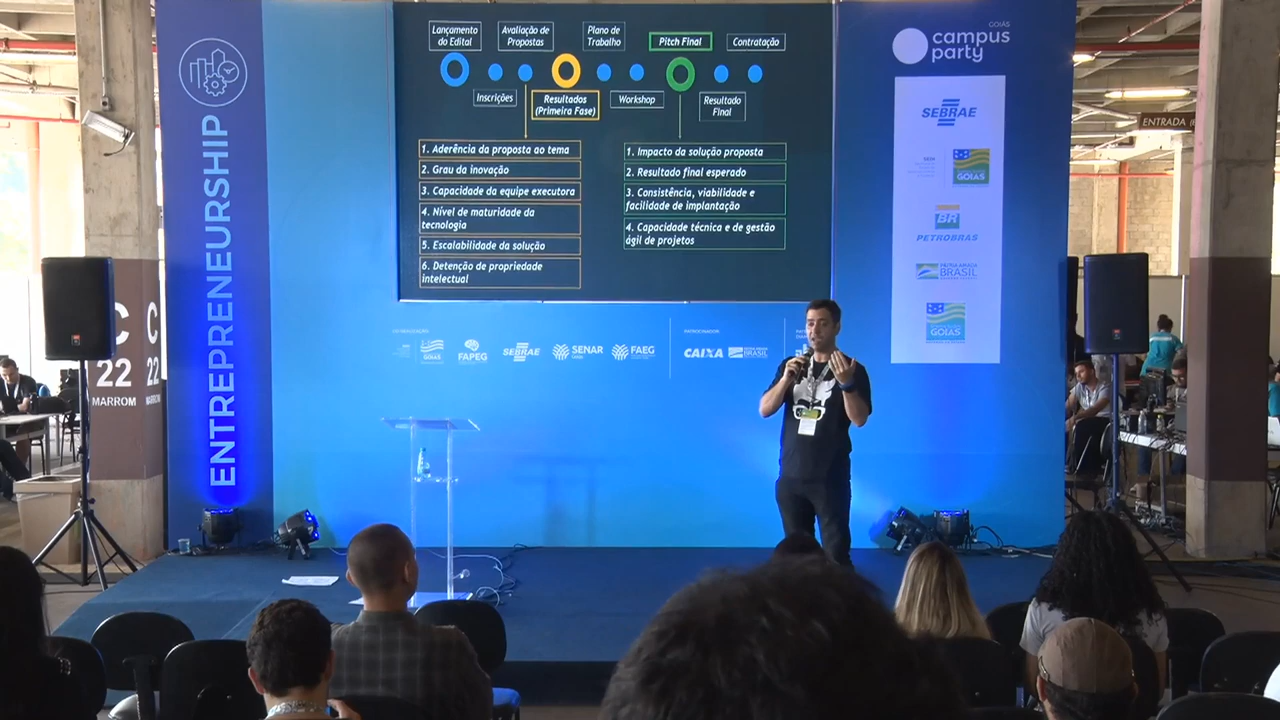 Lançamento
do Edital
Avaliação de
Propostas
Plano de
Trabalho
Pitch Final
Contratação
Inscrições
Resultados
(Primeira Fase)
Workshop
Resultado
Final
1. Aderência da proposta ao tema
2. Grau da inovação
3. Capacidade da equipe executora
4. Nível de maturidade da
tecnologia
5. Escalabilidade da solução
6. Detenção de propriedade
intelectual
1. Impacto da solução proposta
2. Resultado final esperado
3. Consistência, viabilidade e
facilidade de implantação
4. Capacidade técnica e de gestão
ágil de projetos
ENTREPRENEURSHIP
GOIÁS
campus
party
SEBRAE
GOIÁS
BR
PETROBRAS
PÁTRIA AMADA
BRASIL
GOIÁS
FAPEG
SEBRAE
SENAR
FAEG
PATROCINADOR
CAIXA
BRASIL
ENTRADA
C
22
MARROM
C
22